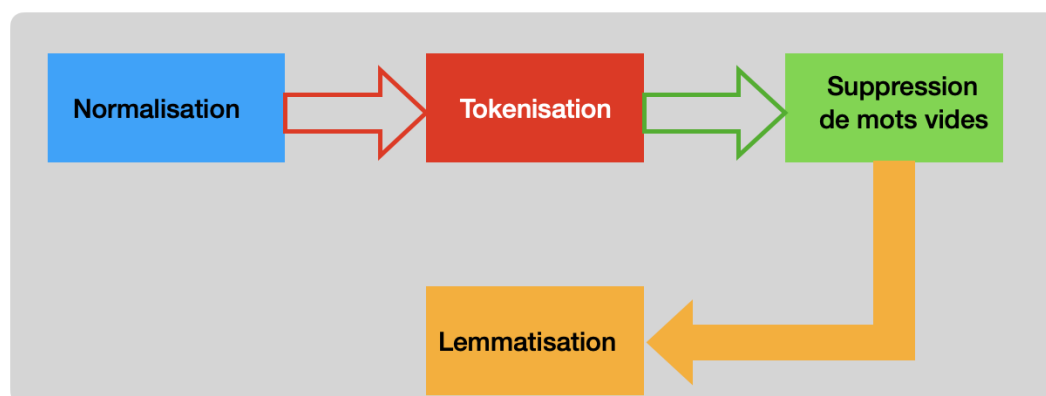 Normalisation
Tokenisation
Suppression
de mots vides
Lemmatisation